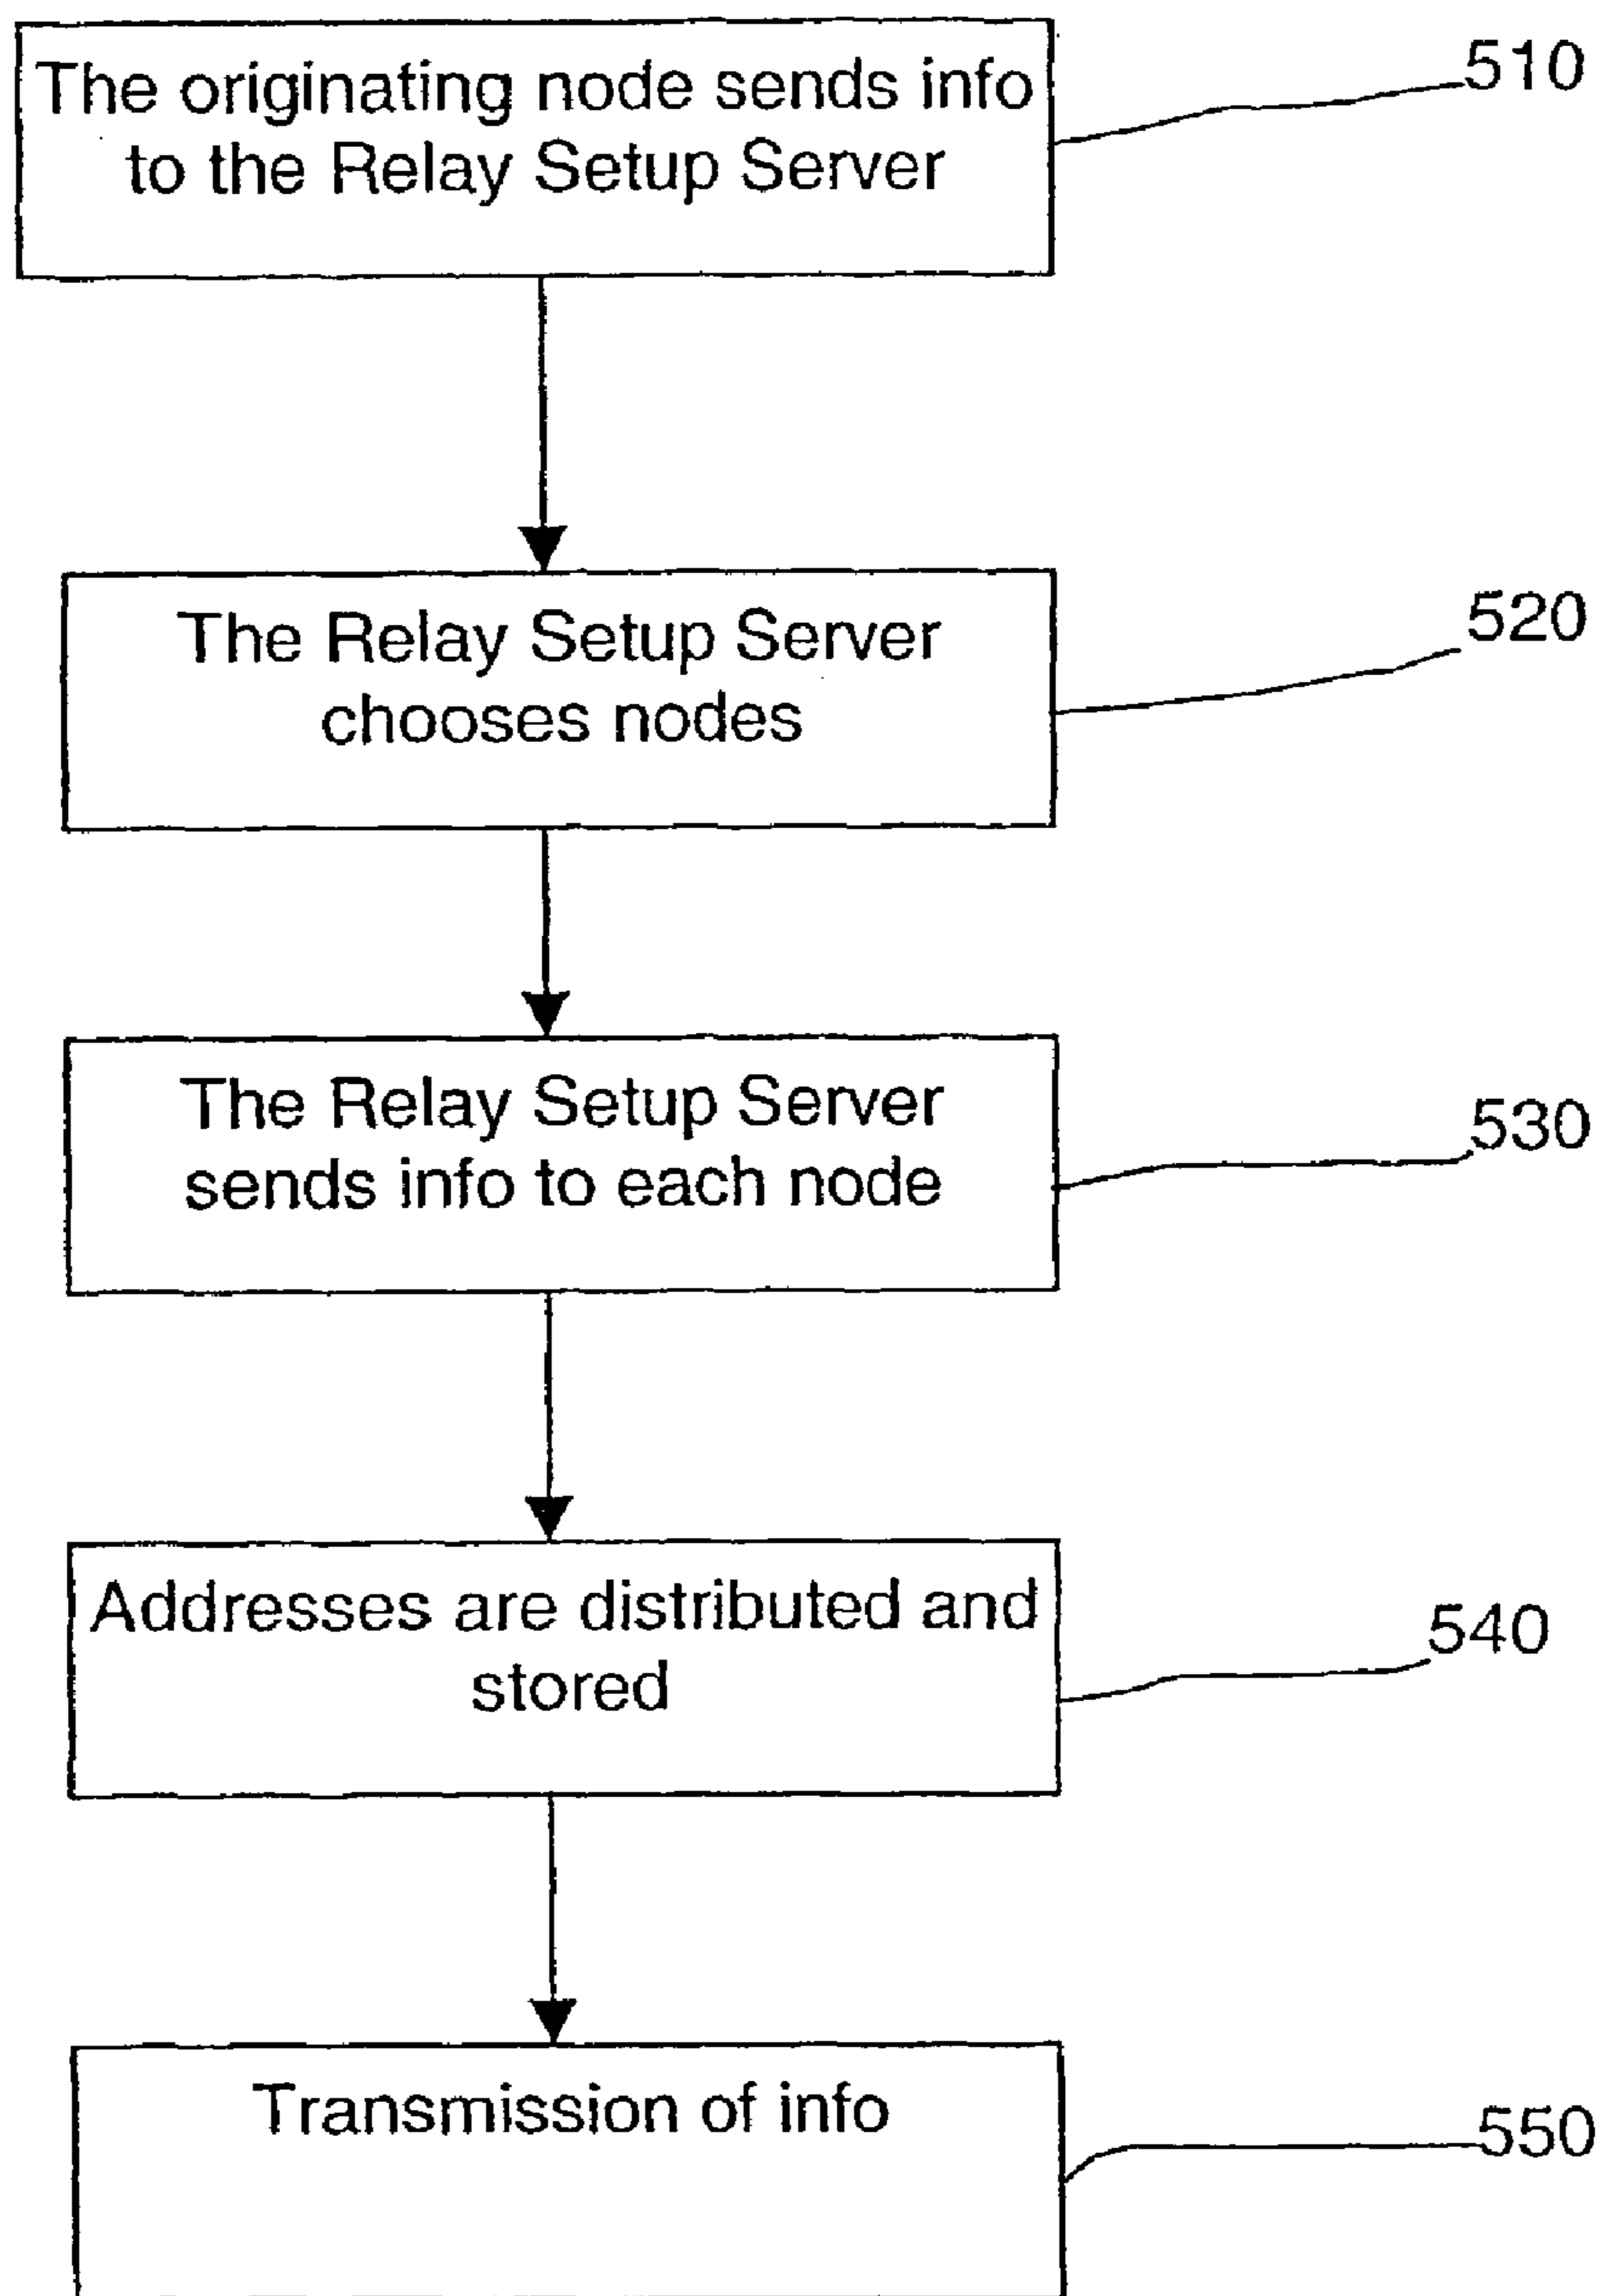 The originating node sends info
to the Relay Setup Server
510
The Relay Setup Server
chooses nodes
520
The Relay Setup Server
sends info to each node
530
Addresses are distributed and
stored
540
Transmission of info
550